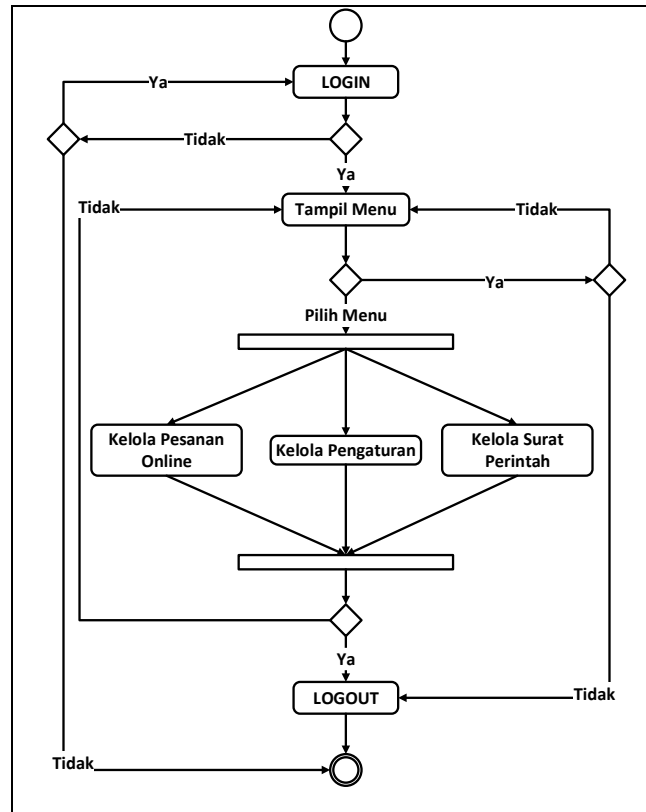 Ya
LOGIN
Tidak
Ya
Tidak
Tampil Menu
Tidak
Ya
Pilih Menu
Kelola Pesanan
Online
Kelola Pengaturan
Kelola Surat
Perintah
Ya
LOGOUT
Tidak
Tidak